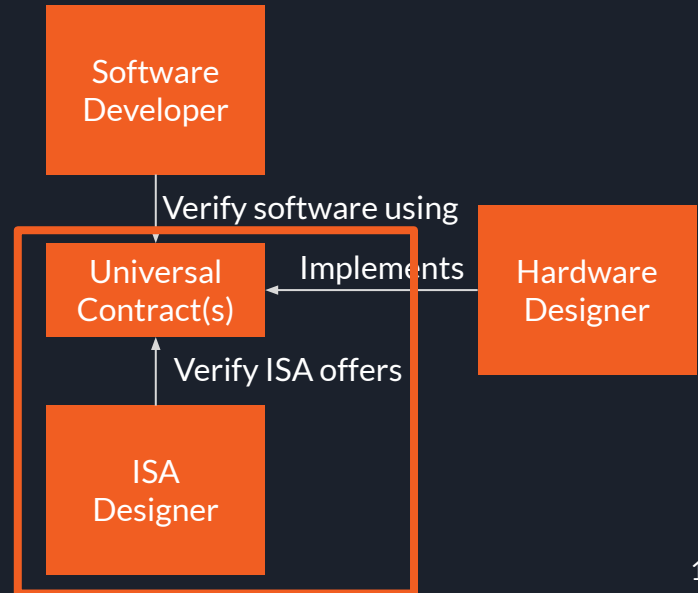 Software
Developer
Verify software using
Universal
Contract(s)
Implements
Hardware
Designer
Verify ISA offers
ISA
Designer